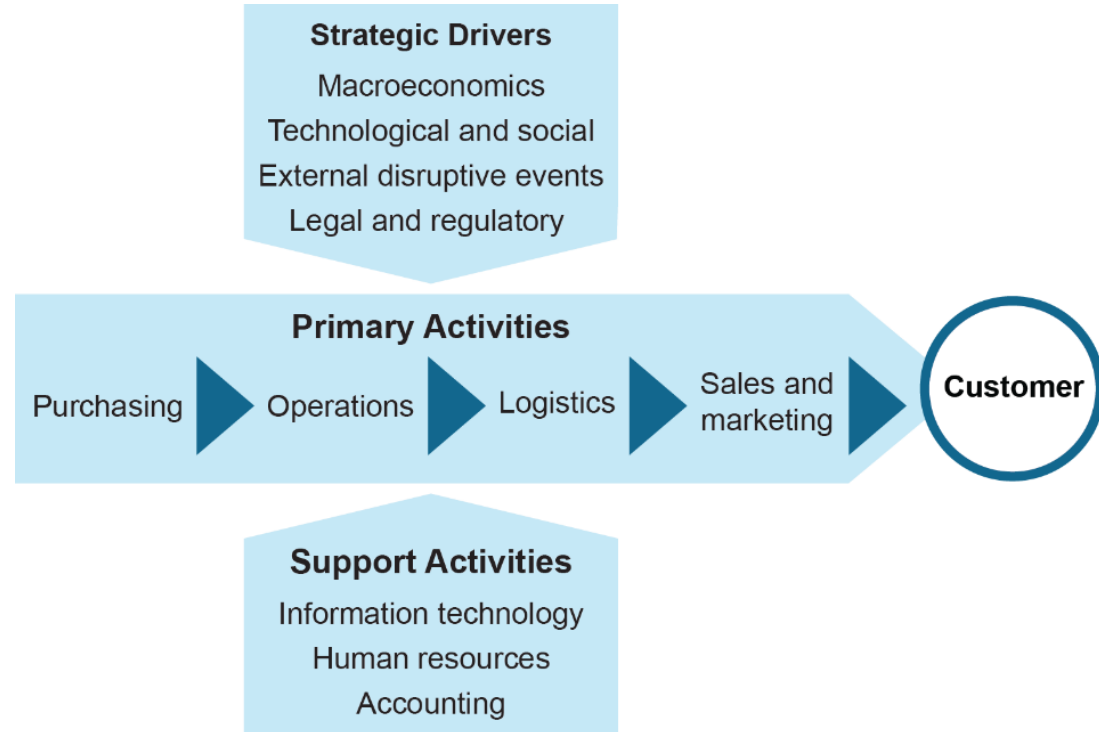 Strategic Drivers
Macroeconomics
Technological and social
External disruptive events
Legal and regulatory
Primary Activities
Purchasing
Operations
Logistics
Sales and
marketing
Customer
Support Activities
Information technology
Human resources
Accounting